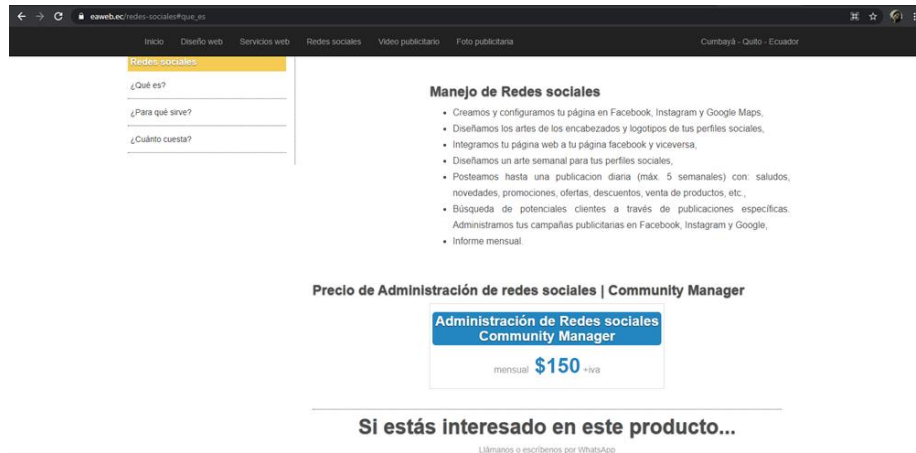 eaweb.ec/redes-sociales#que_es
Inicio Diseño web Servicios web Redes sociales Video publicitario Foto publicitaria Cumbayá - Quito - Ecuador
Redes sociales
¿Qué es?
¿Para qué sirve?
¿Cuánto cuesta?
Manejo de Redes sociales
• Creamos y configuramos tu página en Facebook, Instagram y Google Maps,
• Diseñamos los artes de los encabezados y logotipos de tus perfiles sociales,
• Integramos tu página web a tu página facebook y viceversa,
• Diseñamos un arte semanal para tus perfiles sociales,
• Posteamos hasta una publicacion diaria (máx. 5 semanales) con: saludos,
novedades, promociones, ofertas, descuentos, venta de productos, etc.,
• Búsqueda de potenciales clientes a través de publicaciones específicas.
Administramos tus campañas publicitarias en Facebook, Instagram y Google,
• Informe mensual.
Precio de Administración de redes sociales | Community Manager
Administración de Redes sociales
Community Manager
mensual $150 +iva
Si estás interesado en este producto...
Llámanos o escríbenos por WhatsApp